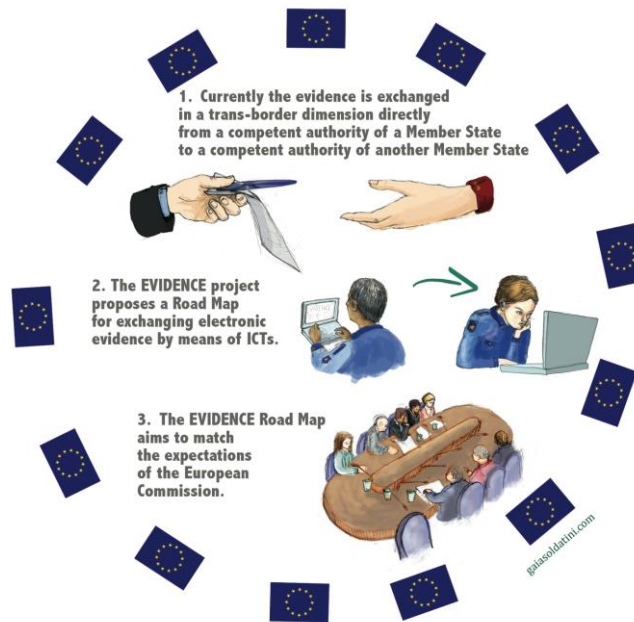 1. Currently the evidence is exchanged
in a trans-border dimension directly
from a competent authority of a Member State
to a competent authority of another Member State
2. The EVIDENCE project
proposes a Road Map
for exchanging electronic
evidence by means of ICTs.
3. The EVIDENCE Road Map
aims to match
the expectations
of the European
Commission.
gaiasoldatini.com